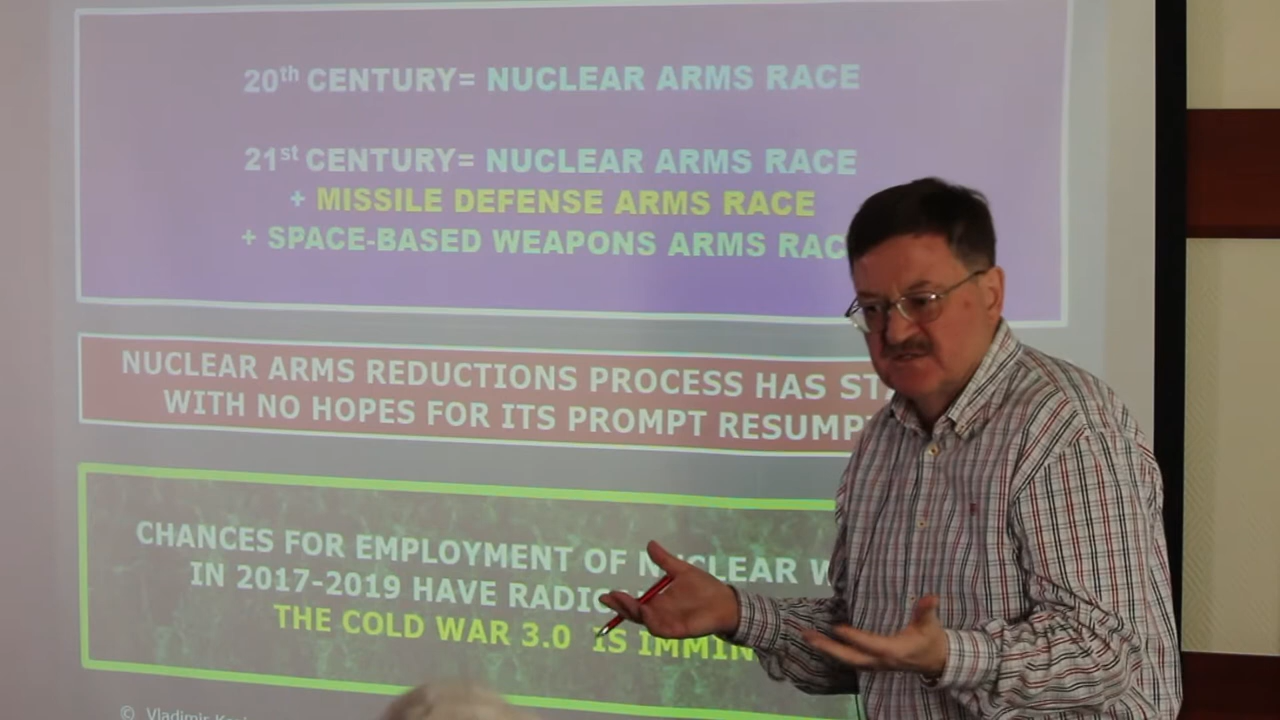 20th CENTURY= NUCLEAR ARMS RACE
21st CENTURY= NUCLEAR ARMS RACE
+ MISSILE DEFENSE ARMS RACE
+ SPACE-BASED WEAPONS ARMS RAC
NUCLEAR ARMS REDUCTIONS PROCESS HAS
WITH NO HOPES FOR ITS PROMPT
CHANCES FOR EMPLOYMENT OF NUCLEAR
IN 2017-2019 HAVE
THE COLD WAR 3.0 IS
© Vladimir